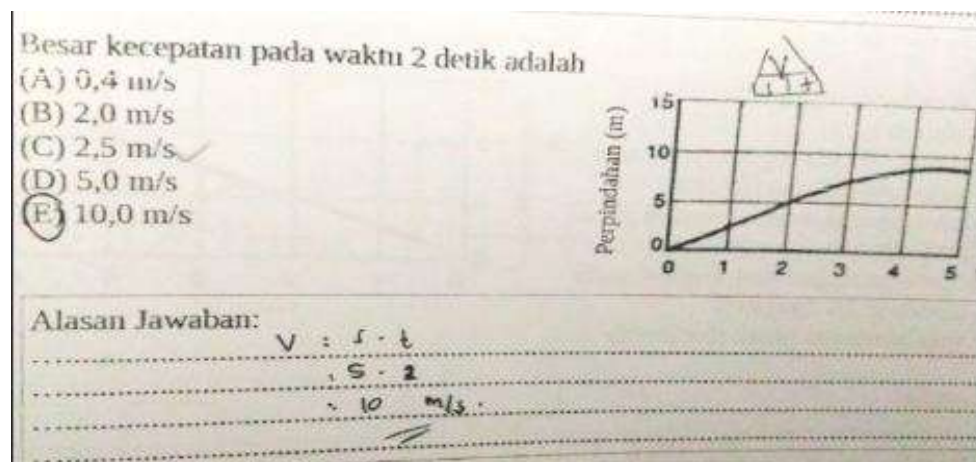 Besar kecepatan pada waktu 2 detik adalah
(A) 0,4 m/s
(B) 2,0 m/s
(C) 2,5 m/s
(D) 5,0 m/s
(E) 10,0 m/s
V
t
Perpindahan (m)
15
10
5
0
0 1 2 3 4 5
Alasan Jawaban:
V : s . t
: 5 . 2
: 10 m/s .